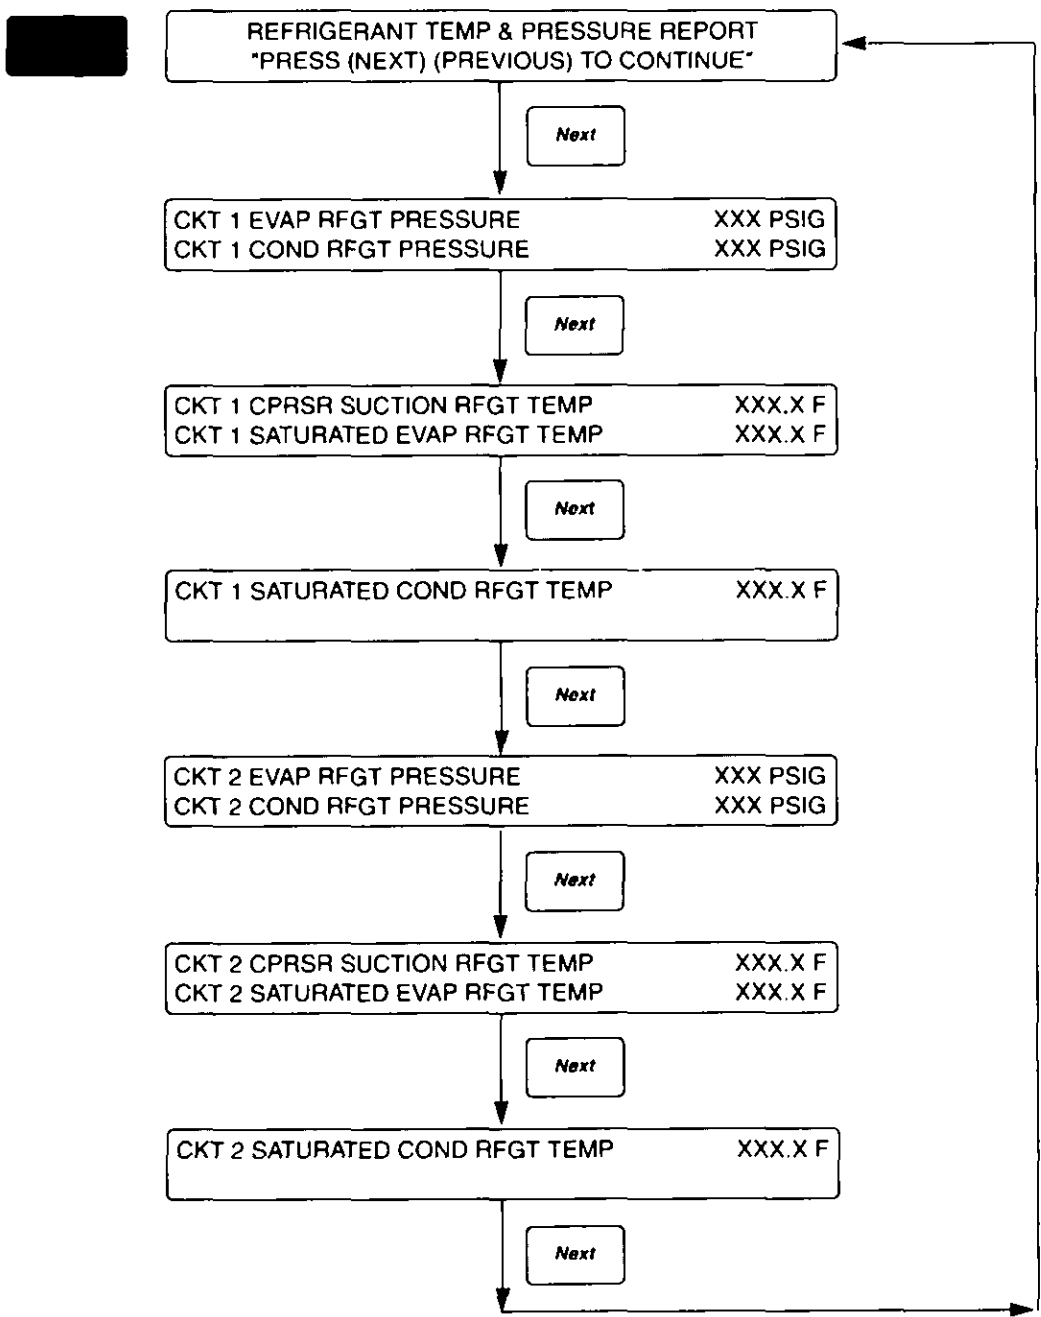 REFRIGERANT TEMP & PRESSURE REPORT
"PRESS (NEXT) (PREVIOUS) TO CONTINUE"
Next
CKT 1 EVAP RFGT PRESSURE XXX PSIG
CKT 1 COND RFGT PRESSURE XXX PSIG
Next
CKT 1 CPRSR SUCTION RFGT TEMP XXX.X F
CKT 1 SATURATED EVAP RFGT TEMP XXX.X F
Next
CKT 1 SATURATED COND RFGT TEMP XXX.X F
Next
CKT 2 EVAP RFGT PRESSURE XXX PSIG
CKT 2 COND RFGT PRESSURE XXX PSIG
Next
CKT 2 CPRSR SUCTION RFGT TEMP XXX.X F
CKT 2 SATURATED EVAP RFGT TEMP XXX.X F
Next
CKT 2 SATURATED COND RFGT TEMP XXX.X F
Next